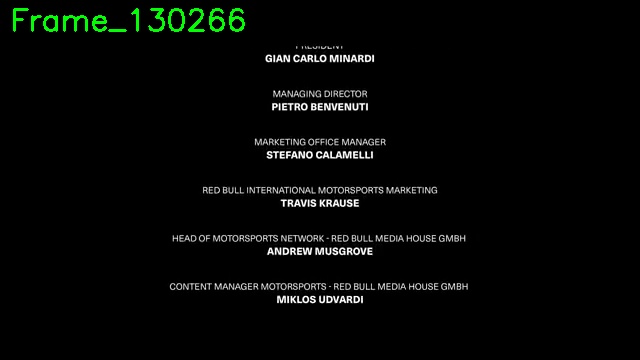 Frame_130266
PRESIDENT
GIAN CARLO MINARDI
MANAGING DIRECTOR
PIETRO BENVENUTI
MARKETING OFFICE MANAGER
STEFANO CALAMELLI
RED BULL INTERNATIONAL MOTORSPORTS MARKETING
TRAVIS KRAUSE
HEAD OF MOTORSPORTS NETWORK - RED BULL MEDIA HOUSE GMBH
ANDREW MUSGROVE
CONTENT MANAGER MOTORSPORTS - RED BULL MEDIA HOUSE GMBH
MIKLOS UDVARDI